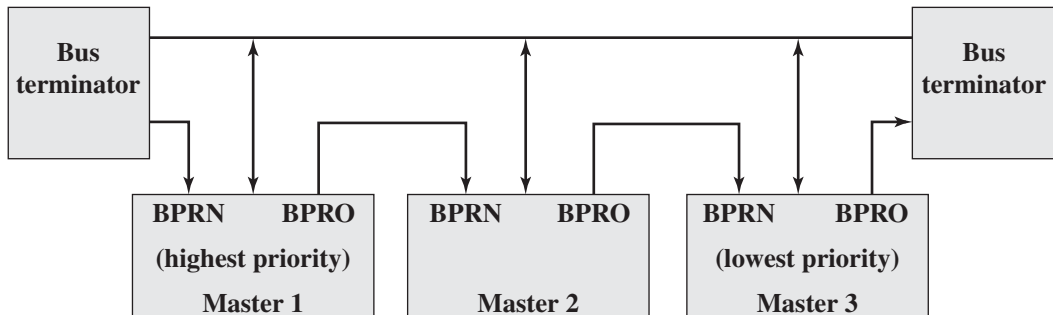 Bus
terminator
Bus
terminator
BPRN BPRO
(highest priority)
Master 1
BPRN BPRO
Master 2
BPRN BPRO
(lowest priority)
Master 3